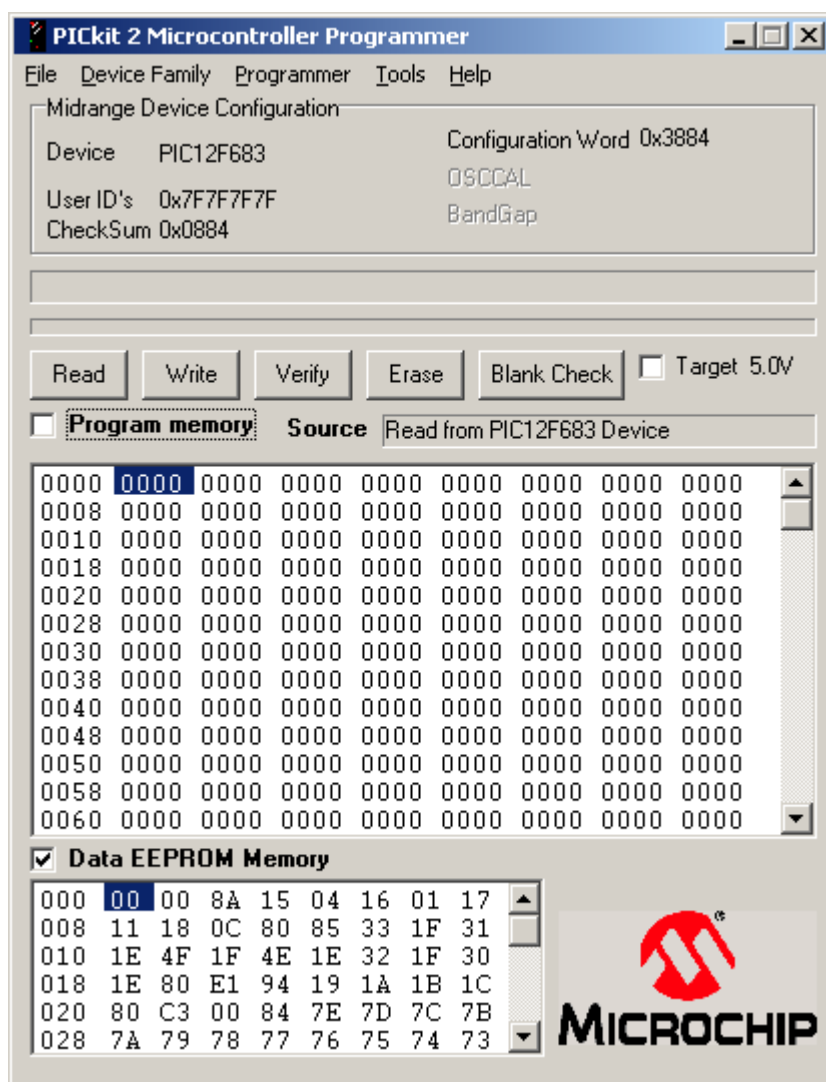 PICkit 2 Microcontroller Programmer
File Device Family Programmer Tools Help
Midrange Device Configuration
Device PIC12F683 Configuration Word 0x3884
OSCCAL
User ID's 0x7F7F7F7F
BandGap
CheckSum 0x0884
Read Write Verify Erase Blank Check Target 5.0V
Program memory Source Read from PIC12F683 Device
0000 0000 0000 0000 0000 0000 0000 0000 0000
0008 0000 0000 0000 0000 0000 0000 0000 0000
0010 0000 0000 0000 0000 0000 0000 0000 0000
0018 0000 0000 0000 0000 0000 0000 0000 0000
0020 0000 0000 0000 0000 0000 0000 0000 0000
0028 0000 0000 0000 0000 0000 0000 0000 0000
0030 0000 0000 0000 0000 0000 0000 0000 0000
0038 0000 0000 0000 0000 0000 0000 0000 0000
0040 0000 0000 0000 0000 0000 0000 0000 0000
0048 0000 0000 0000 0000 0000 0000 0000 0000
0050 0000 0000 0000 0000 0000 0000 0000 0000
0058 0000 0000 0000 0000 0000 0000 0000 0000
0060 0000 0000 0000 0000 0000 0000 0000 0000
Data EEPROM Memory
000 00 00 8A 15 04 16 01 17
008 11 18 0C 80 85 33 1F 31
010 1E 4F 1F 4E 1E 32 1F 30
018 1E 80 E1 94 19 1A 1B 1C
020 80 C3 00 84 7E 7D 7C 7B
028 7A 79 78 77 76 75 74 73
®
MICROCHIP